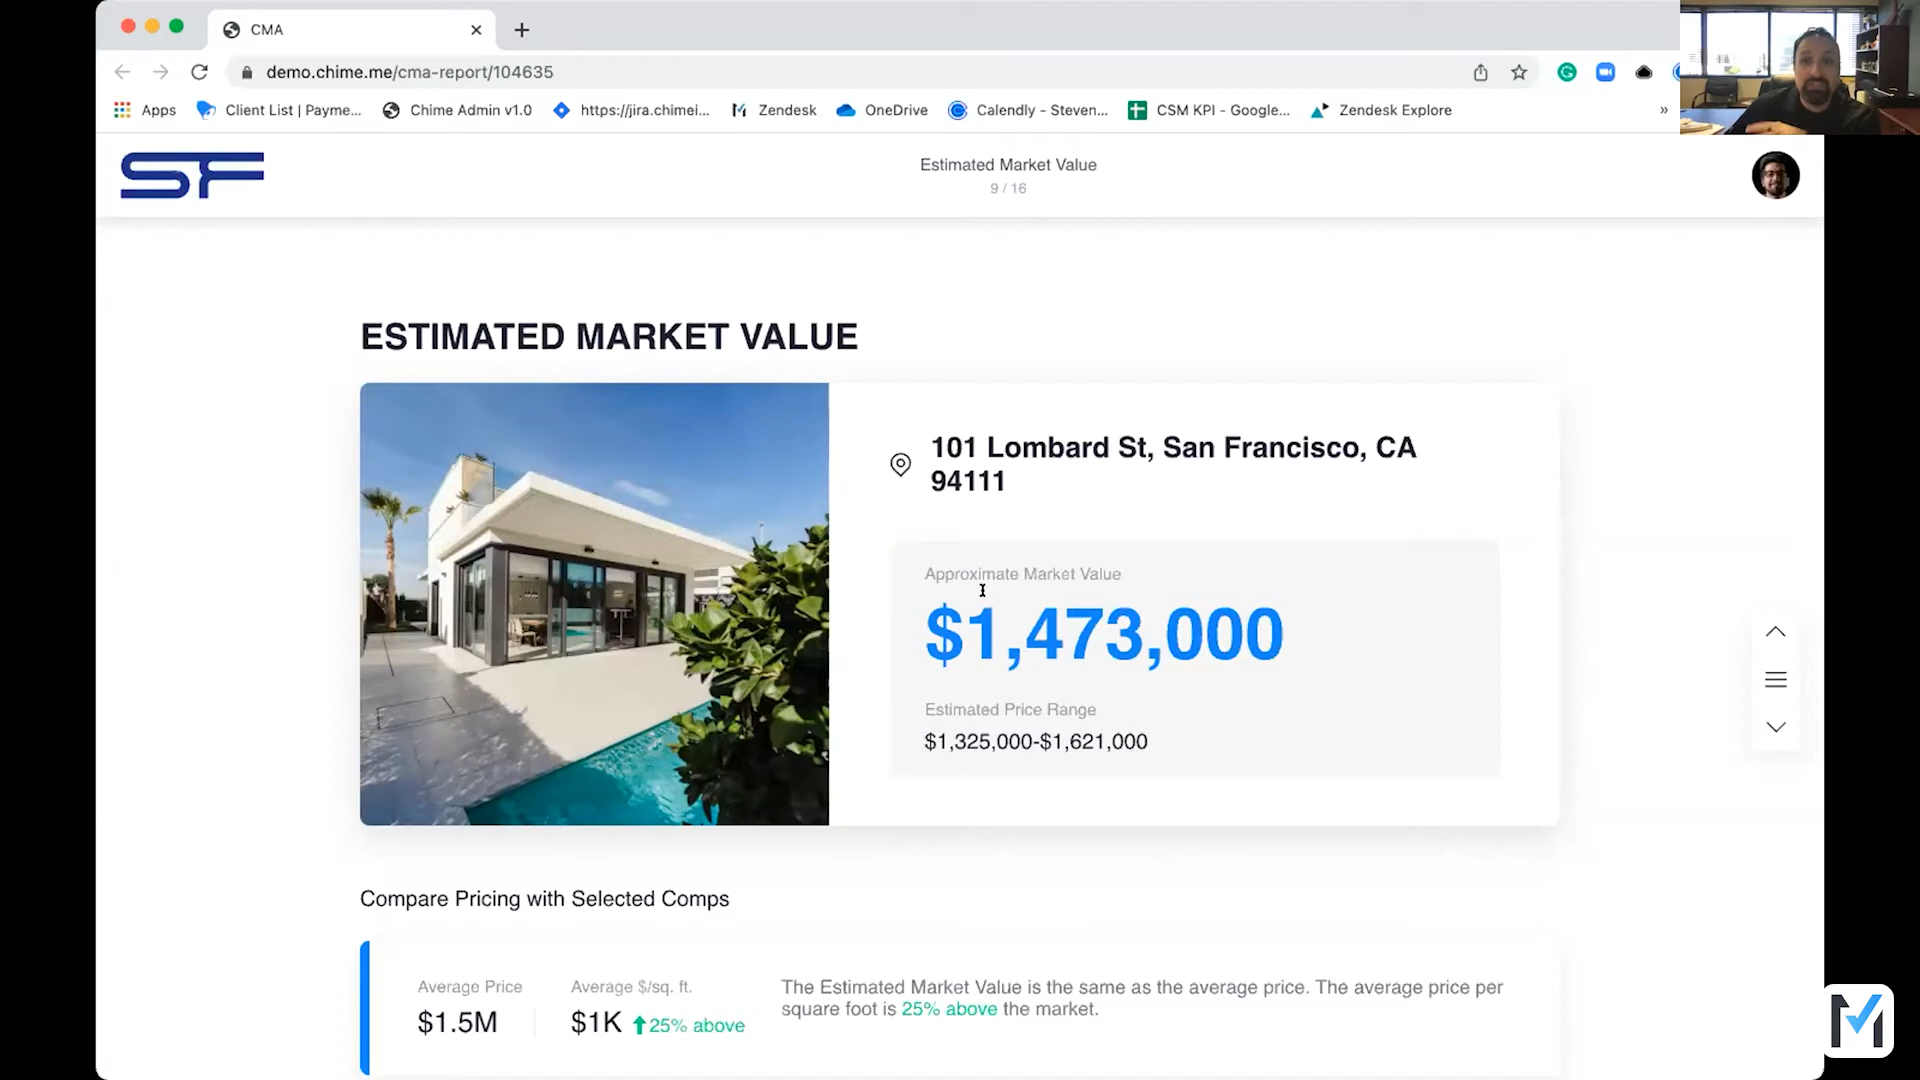 CMA
demo.chime.me/cma-report/104635
Apps
Client List | Payme...
Chime Admin v1.0
https://jira.chimei...
Zendesk
OneDrive
Calendly - Steven...
CSM KPI - Google...
Zendesk Explore
»
SF
Estimated Market Value
9 / 16
ESTIMATED MARKET VALUE
101 Lombard St, San Francisco, CA
94111
Approximate Market Value
$1,473,000
Estimated Price Range
$1,325,000-$1,621,000
Compare Pricing with Selected Comps
Average Price
$1.5M
Average $/sq. ft.
$1K 25% above
The Estimated Market Value is the same as the average price. The average price per
square foot is 25% above the market.